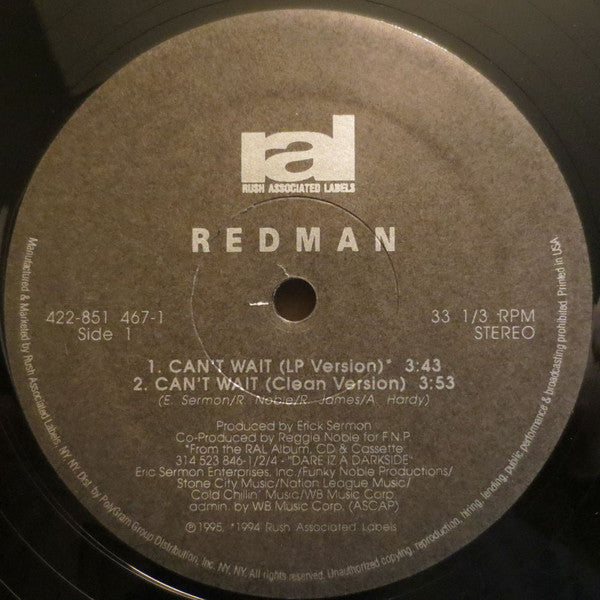 ral
RUSH ASSOCIATED LABELS
REDMAN
422-851 467-1
Side 1
33 1/3 RPM
STEREO
1. CAN'T WAIT (LP Version)* 3:43
2. CAN'T WAIT (Clean Version) 3:53
(E. Sermon/R. Noble/R. James/A. Hardy)
Produced by Erick Sermon
Co-Produced by Reggie Noble for F.N.P.
*From the RAL Album, CD & Cassette
314 523 846-1/2/4 - "DARE IZ A DARKSIDE"
Eric Sermon Enterprises, Inc./Funky Noble Productions/
Stone City Music/Nation League Music/
Cold Chillin' Music/WB Music Corp.
admin. by WB Music Corp. (ASCAP)
℗1995, *1994 Rush Associated Labels
Manufactured & Marketed by Rush Associated Labels, NY, NY. Dist. by PolyGram Group Distribution, Inc. NY, NY. All rights reserved. Unauthorized copying, reproduction, hiring, lending, public performance & broadcasting prohibited. Printed in USA